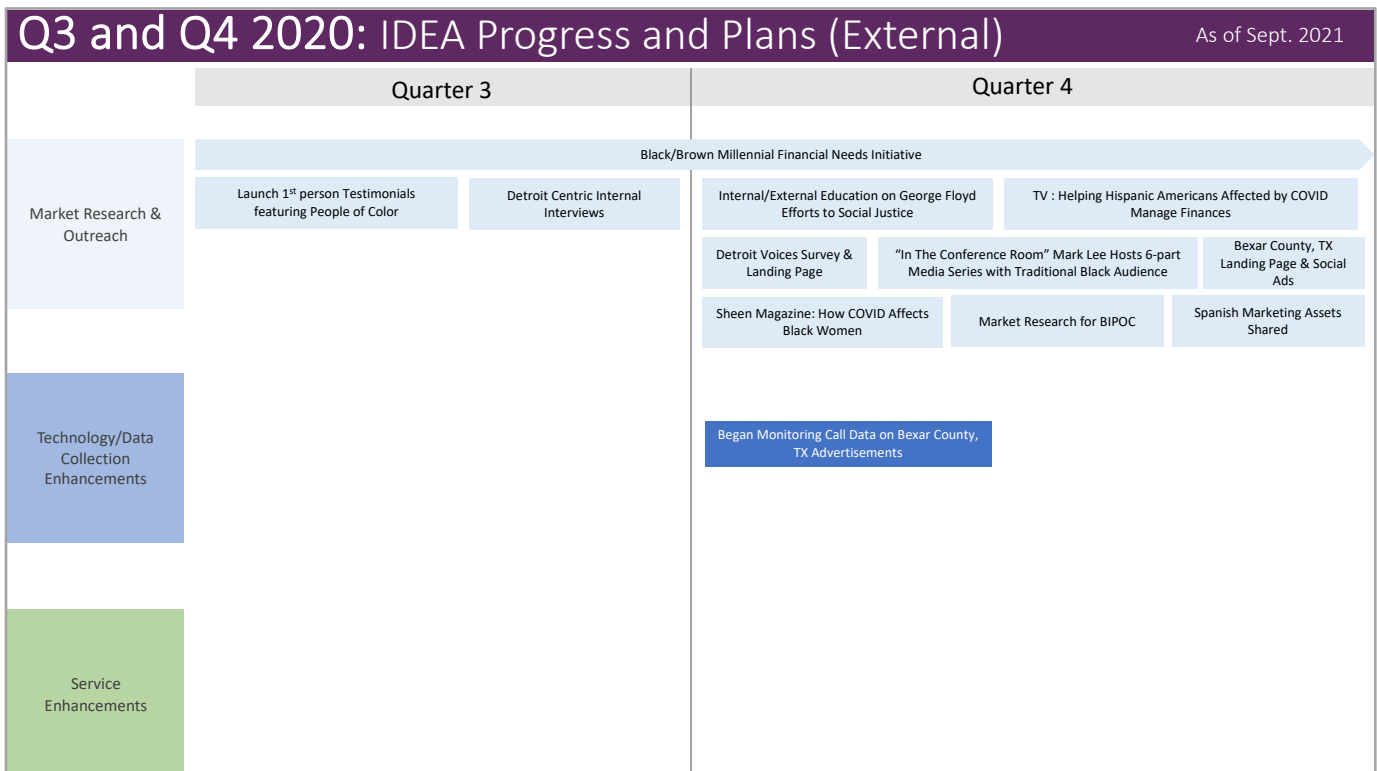 Q3 and Q4 2020: IDEA Progress and Plans (External)
As of Sept. 2021
Quarter 3
Quarter 4
Market Research &
Outreach
Black/Brown Millennial Financial Needs Initiative
Launch 1st person Testimonials
featuring People of Color
Detroit Centric Internal
Interviews
Internal/External Education on George Floyd
Efforts to Social Justice
TV : Helping Hispanic Americans Affected by COVID
Manage Finances
Detroit Voices Survey &
Landing Page
“In The Conference Room” Mark Lee Hosts 6-part
Media Series with Traditional Black Audience
Bexar County, TX
Landing Page & Social
Ads
Sheen Magazine: How COVID Affects
Black Women
Market Research for BIPOC
Spanish Marketing Assets
Shared
Technology/Data
Collection
Enhancements
Began Monitoring Call Data on Bexar County,
TX Advertisements
Service
Enhancements